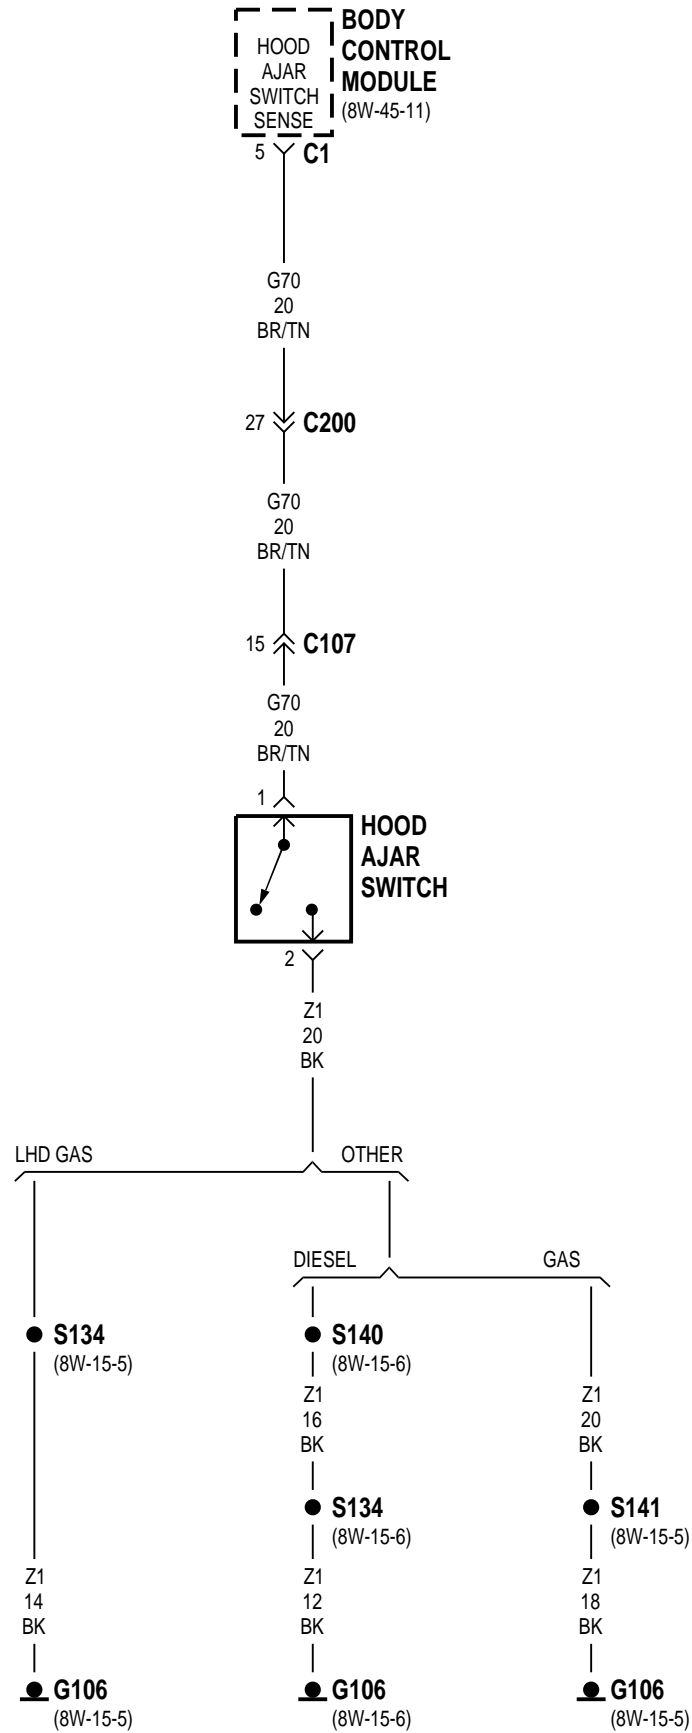 HOOD
AJAR
SWITCH
SENSE
BODY
CONTROL
MODULE
(8W-45-11)
5
C1
G70
20
BR/TN
27
C200
G70
20
BR/TN
15
C107
G70
20
BR/TN
1
HOOD
AJAR
SWITCH
2
Z1
20
BK
LHD GAS
OTHER
DIESEL
GAS
S134
(8W-15-5)
S140
(8W-15-6)
Z1
16
BK
Z1
20
BK
S134
(8W-15-6)
S141
(8W-15-5)
Z1
14
BK
Z1
12
BK
Z1
18
BK
G106
(8W-15-5)
G106
(8W-15-6)
G106
(8W-15-5)